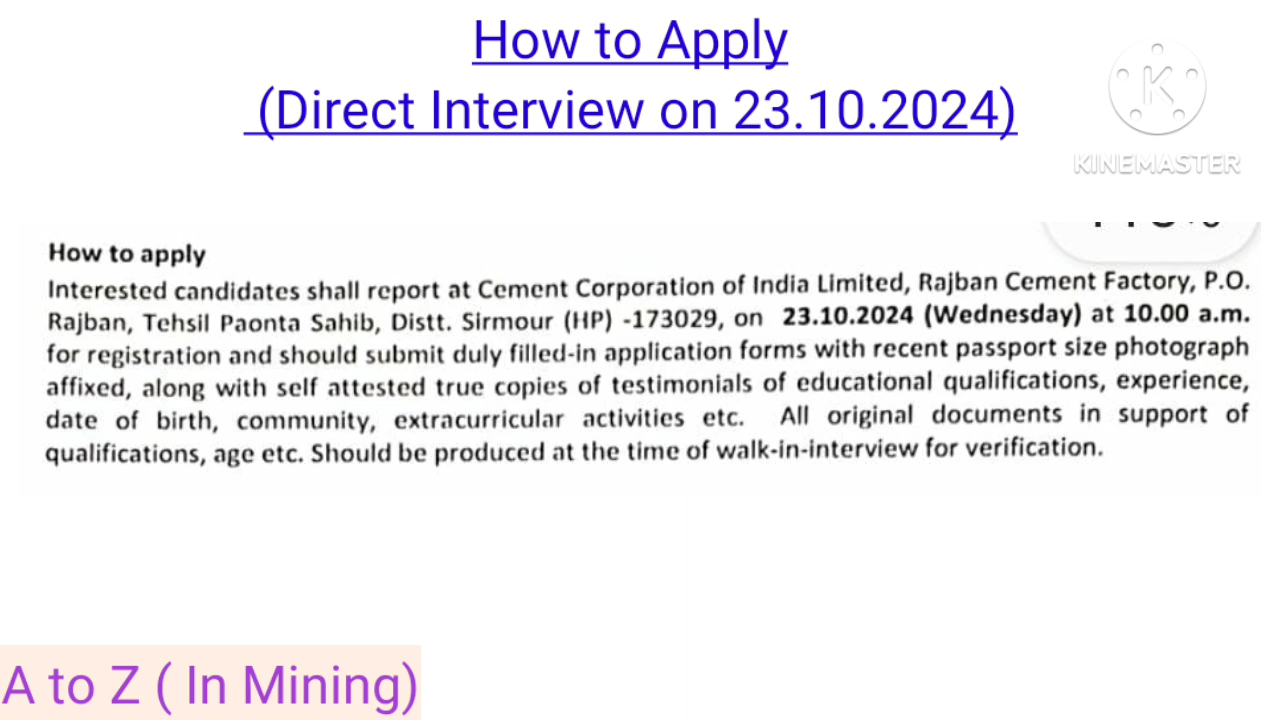 How to Apply
(Direct Interview on 23.10.2024)
K
KINEMASTER
How to apply
Interested candidates shall report at Cement Corporation of India Limited, Rajban Cement Factory, P.O.
Rajban, Tehsil Paonta Sahib, Distt. Sirmour (HP) -173029, on 23.10.2024 (Wednesday) at 10.00 a.m.
for registration and should submit duly filled-in application forms with recent passport size photograph
affixed, along with self attested true copies of testimonials of educational qualifications, experience,
date of birth, community, extracurricular activities etc. All original documents in support of
qualifications, age etc. Should be produced at the time of walk-in-interview for verification.
A to Z ( In Mining)